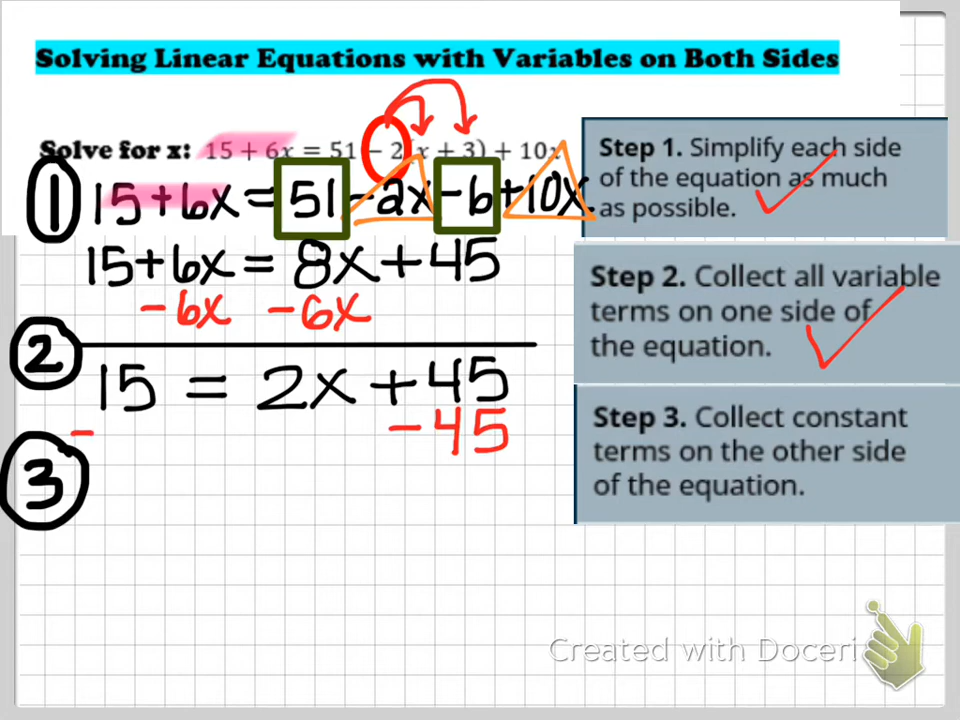 Solving Linear Equations with Variables on Both Sides
Solve for x: 15 + 6x = 51 − 2(x + 3) + 10x
1 15+6x = 51 -2x -6 +10x.
15+6x = 8x+45
-6x -6x
2
15 = 2x +45
- -45
3
Step 1. Simplify each side
of the equation as much
as possible.
Step 2. Collect all variable
terms on one side of
the equation.
Step 3. Collect constant
terms on the other side
of the equation.
Created with Doceri